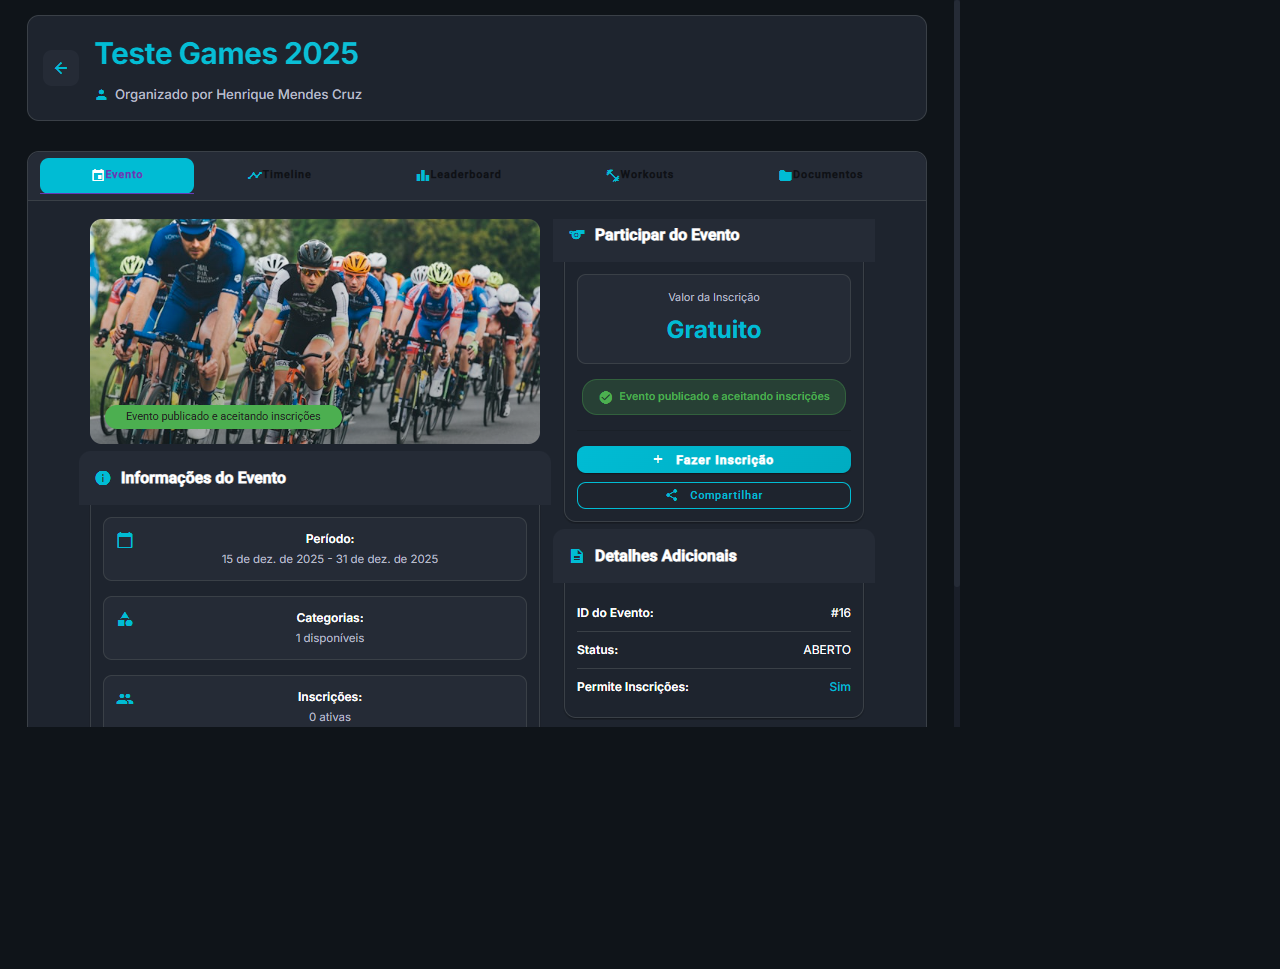 Teste Games 2025
Organizado por Henrique Mendes Cruz
Evento
Timeline
Leaderboard
Workouts
Documentos
Evento publicado e aceitando inscrições
Informações do Evento
Período:
15 de dez. de 2025 - 31 de dez. de 2025
Categorias:
1 disponíveis
Inscrições:
0 ativas
Participar do Evento
Valor da Inscrição
Gratuito
Evento publicado e aceitando inscrições
Fazer Inscrição
Compartilhar
Detalhes Adicionais
ID do Evento: #16
Status: ABERTO
Permite Inscrições: Sim